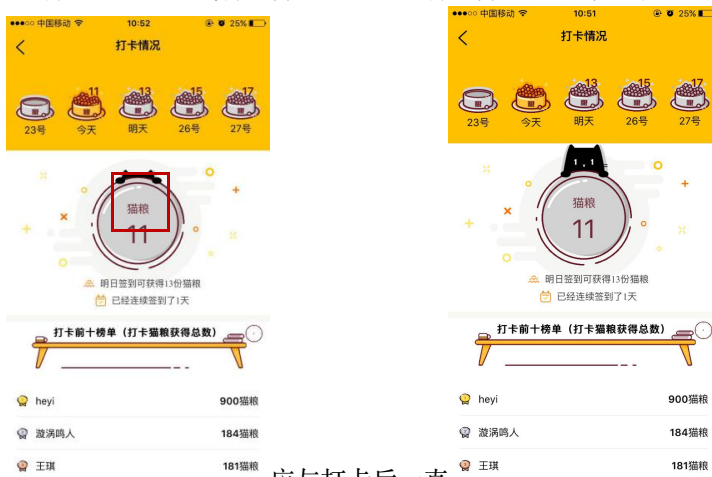 中国移动 10:52 25%
打卡情况
11 13 15 17
23号 今天 明天 26号 27号
猫粮
11
明日签到可获得13份猫粮
已经连续签到了1天
打卡前十榜单（打卡猫粮获得总数）
heyi 900猫粮
漩涡鸣人 184猫粮
王琪 181猫粮
中国移动 10:51 25%
打卡情况
13 15 17
23号 今天 明天 26号 27号
猫粮
11
明日签到可获得13份猫粮
已经连续签到了1天
打卡前十榜单（打卡猫粮获得总数）
heyi 900猫粮
漩涡鸣人 184猫粮
王琪 181猫粮